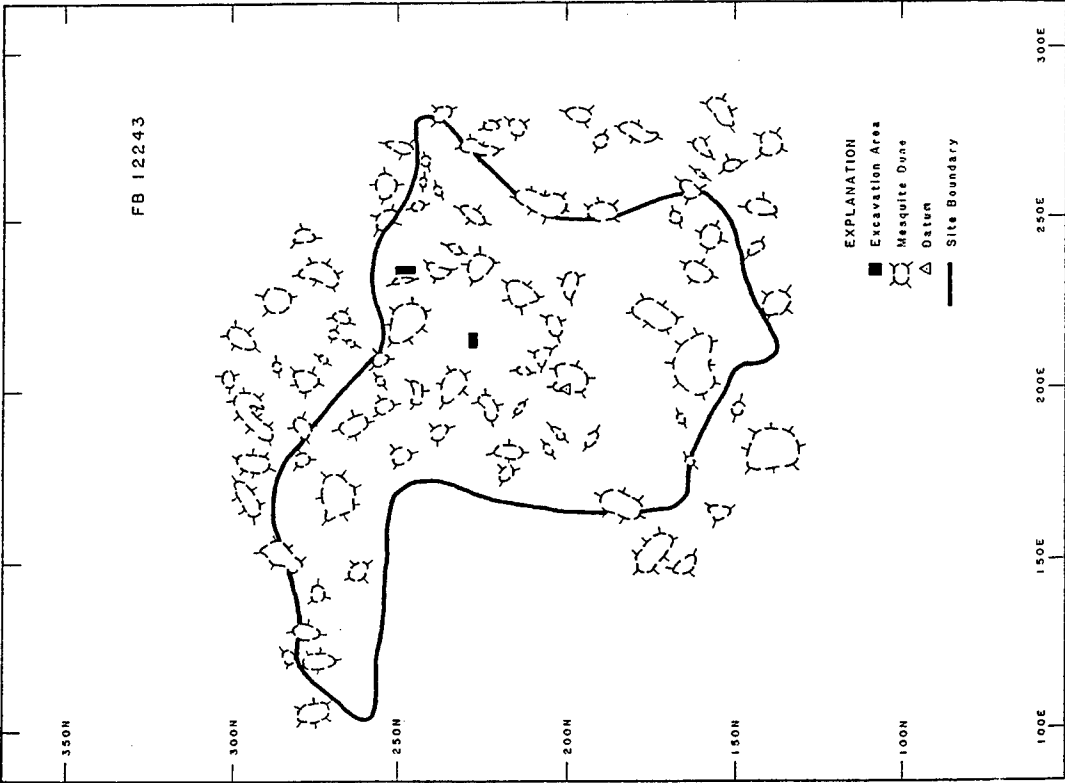 FB 12243
EXPLANATION
Excavation Area
Mesquite Dune
Datum
Site Boundary
350N
250N
200N
150N
100N
100E
150E
200E
250E
300E